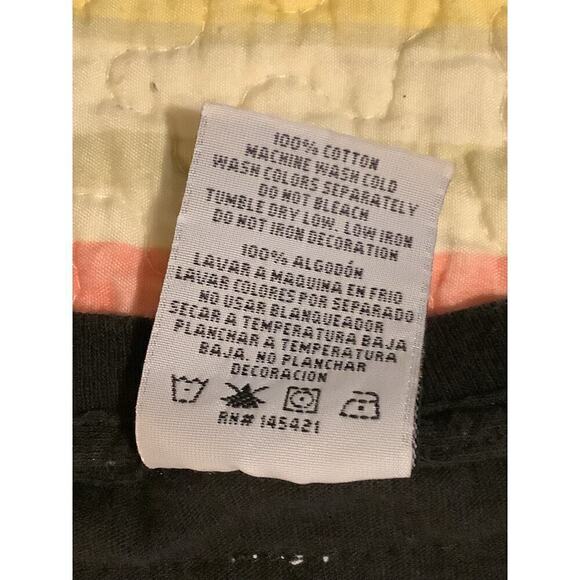 100% COTTON
MACHINE WASH COLD
WASH COLORS SEPARATELY
DO NOT BLEACH
TUMBLE DRY LOW, LOW IRON
DO NOT IRON DECORATION
100% ALGODÓN
LAVAR A MAQUINA EN FRIO
LAVAR COLORES POR SEPARADO
NO USAR BLANQUEADOR
SECAR A TEMPERATURA BAJA
PLANCHAR A TEMPERATURA
BAJA. NO PLANCHAR
DECORACION
RN# 145421